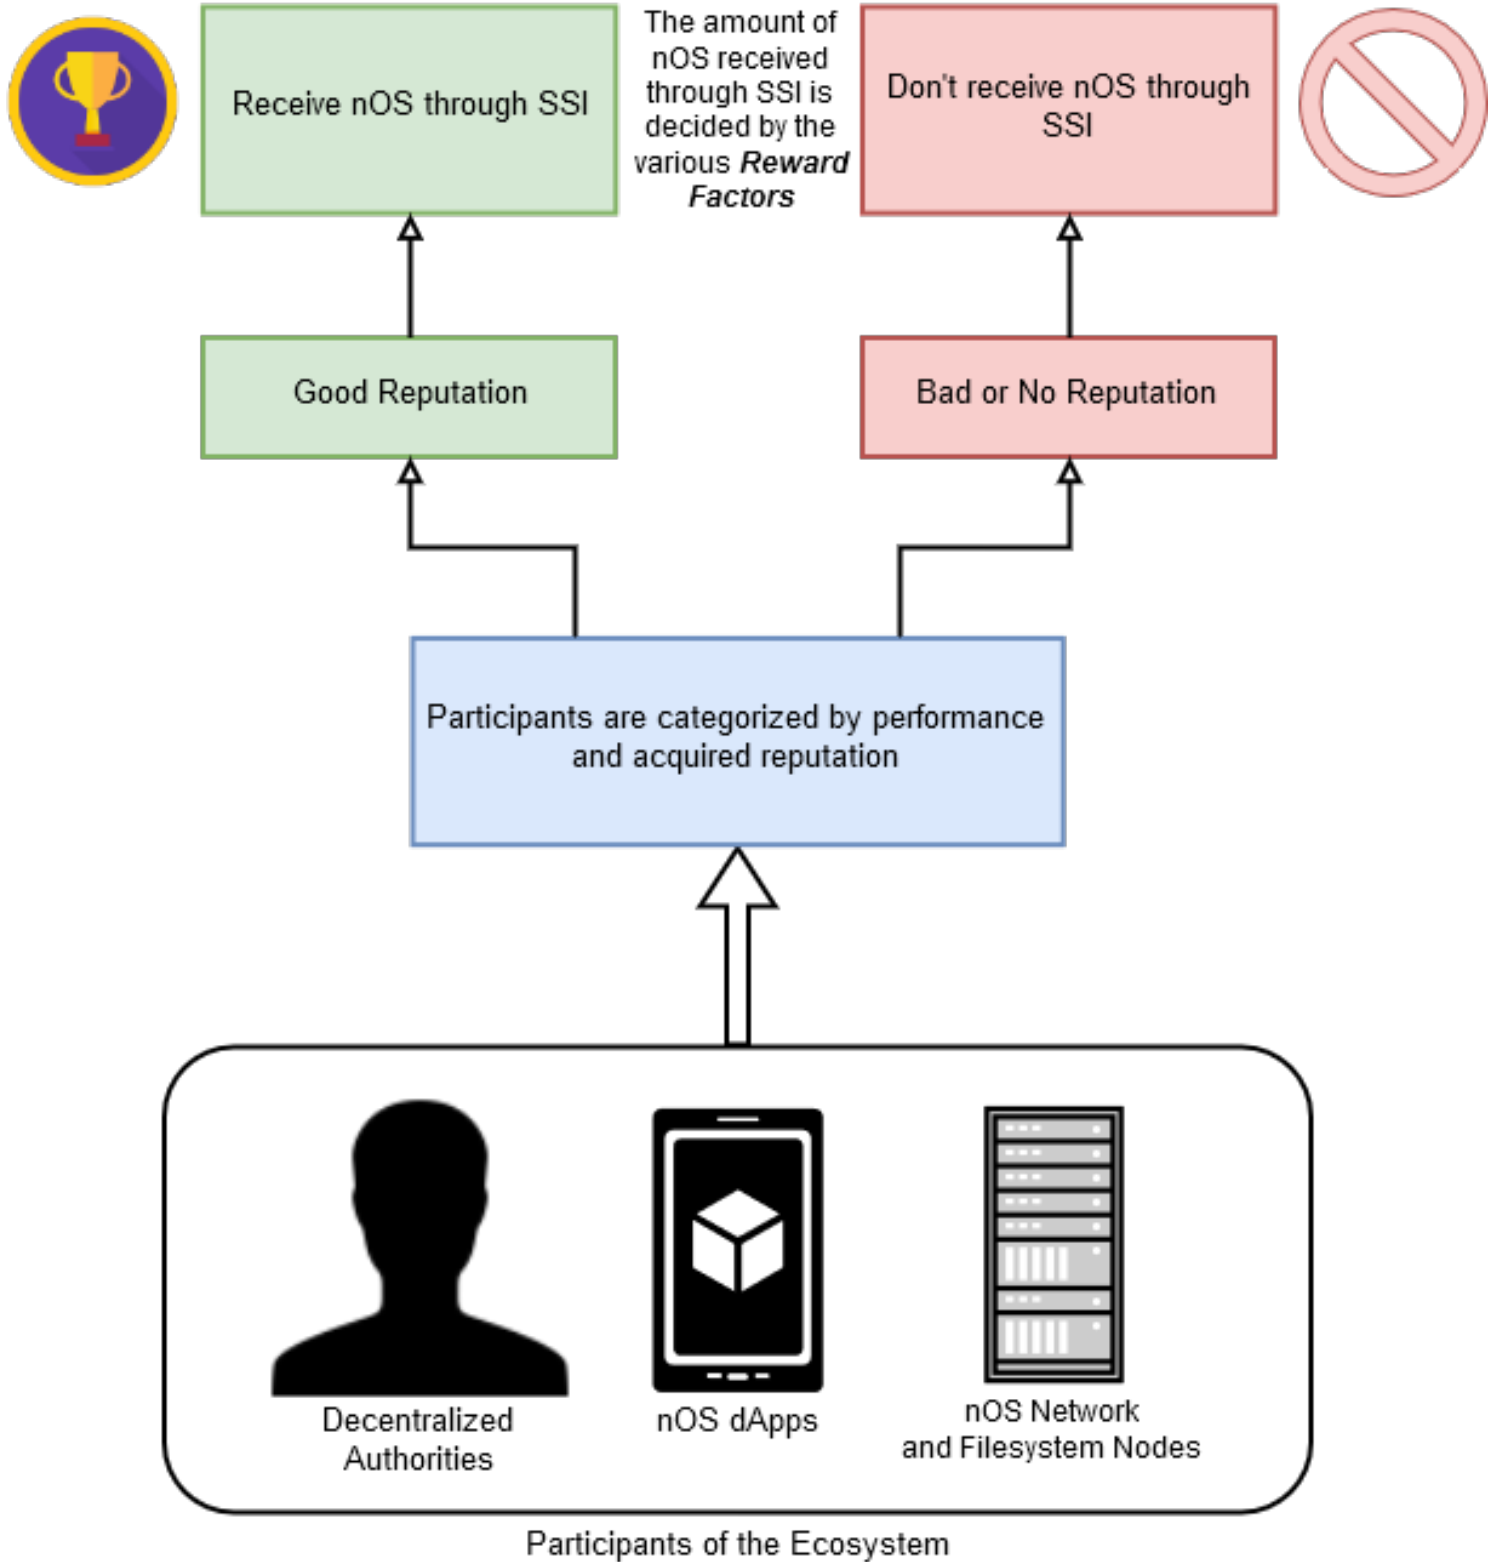 Receive nOS through SSI
The amount of
nOS received
through SSI is
decided by the
various Reward
Factors
Don't receive nOS through
SSI
Good Reputation
Bad or No Reputation
Participants are categorized by performance
and acquired reputation
Decentralized
Authorities
nOS dApps
nOS Network
and Filesystem Nodes
Participants of the Ecosystem